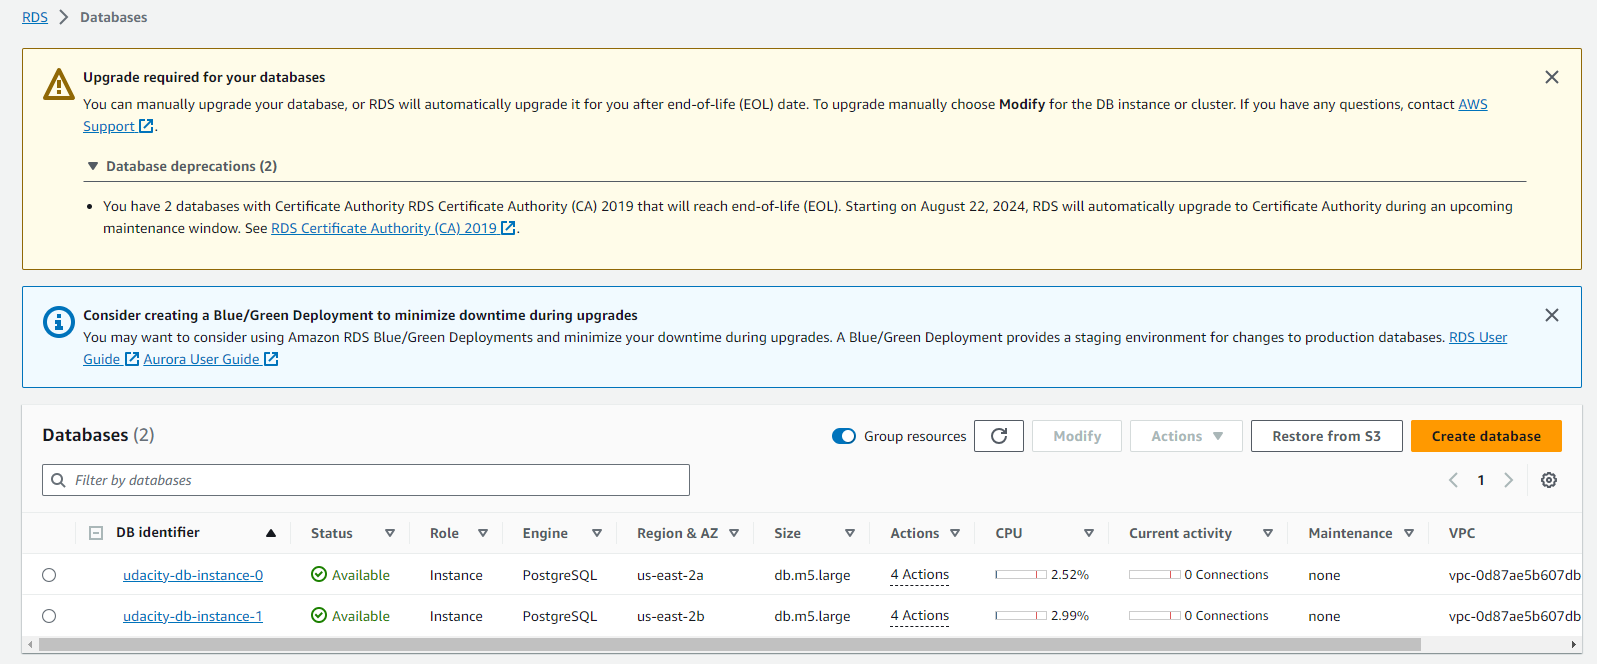 RDS > Databases
Upgrade required for your databases
You can manually upgrade your database, or RDS will automatically upgrade it for you after end-of-life (EOL) date. To upgrade manually choose Modify for the DB instance or cluster. If you have any questions, contact AWS
Support.
Database deprecations (2)
• You have 2 databases with Certificate Authority RDS Certificate Authority (CA) 2019 that will reach end-of-life (EOL). Starting on August 22, 2024, RDS will automatically upgrade to Certificate Authority during an upcoming
maintenance window. See RDS Certificate Authority (CA) 2019.
Consider creating a Blue/Green Deployment to minimize downtime during upgrades
You may want to consider using Amazon RDS Blue/Green Deployments and minimize your downtime during upgrades. A Blue/Green Deployment provides a staging environment for changes to production databases. RDS User
Guide Aurora User Guide
Databases (2) Group resources Modify Actions Restore from S3 Create database
Filter by databases 1
DB identifier Status Role Engine Region & AZ Size Actions CPU Current activity Maintenance VPC
udacity-db-instance-0 Available Instance PostgreSQL us-east-2a db.m5.large 4 Actions 2.52% 0 Connections none vpc-0d87ae5b607db
udacity-db-instance-1 Available Instance PostgreSQL us-east-2b db.m5.large 4 Actions 2.99% 0 Connections none vpc-0d87ae5b607db